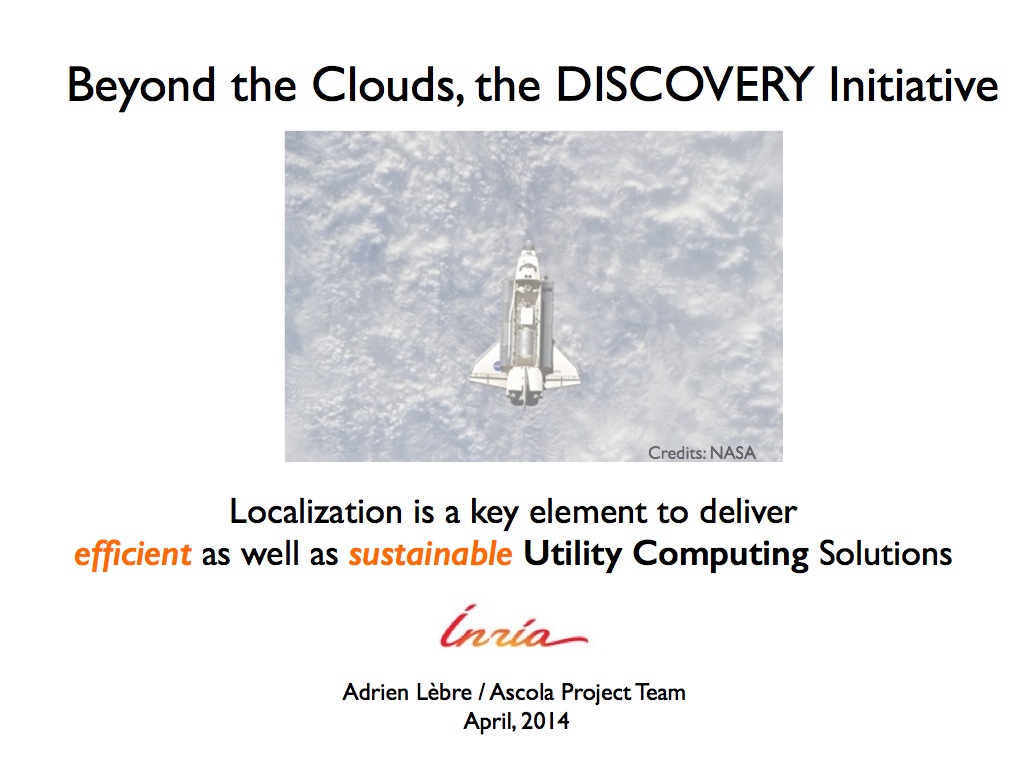 Beyond the Clouds, the DISCOVERY Initiative
Credits: NASA
Localization is a key element to deliver
efficient as well as sustainable Utility Computing Solutions
Inria
Adrien Lèbre / Ascola Project Team
April, 2014